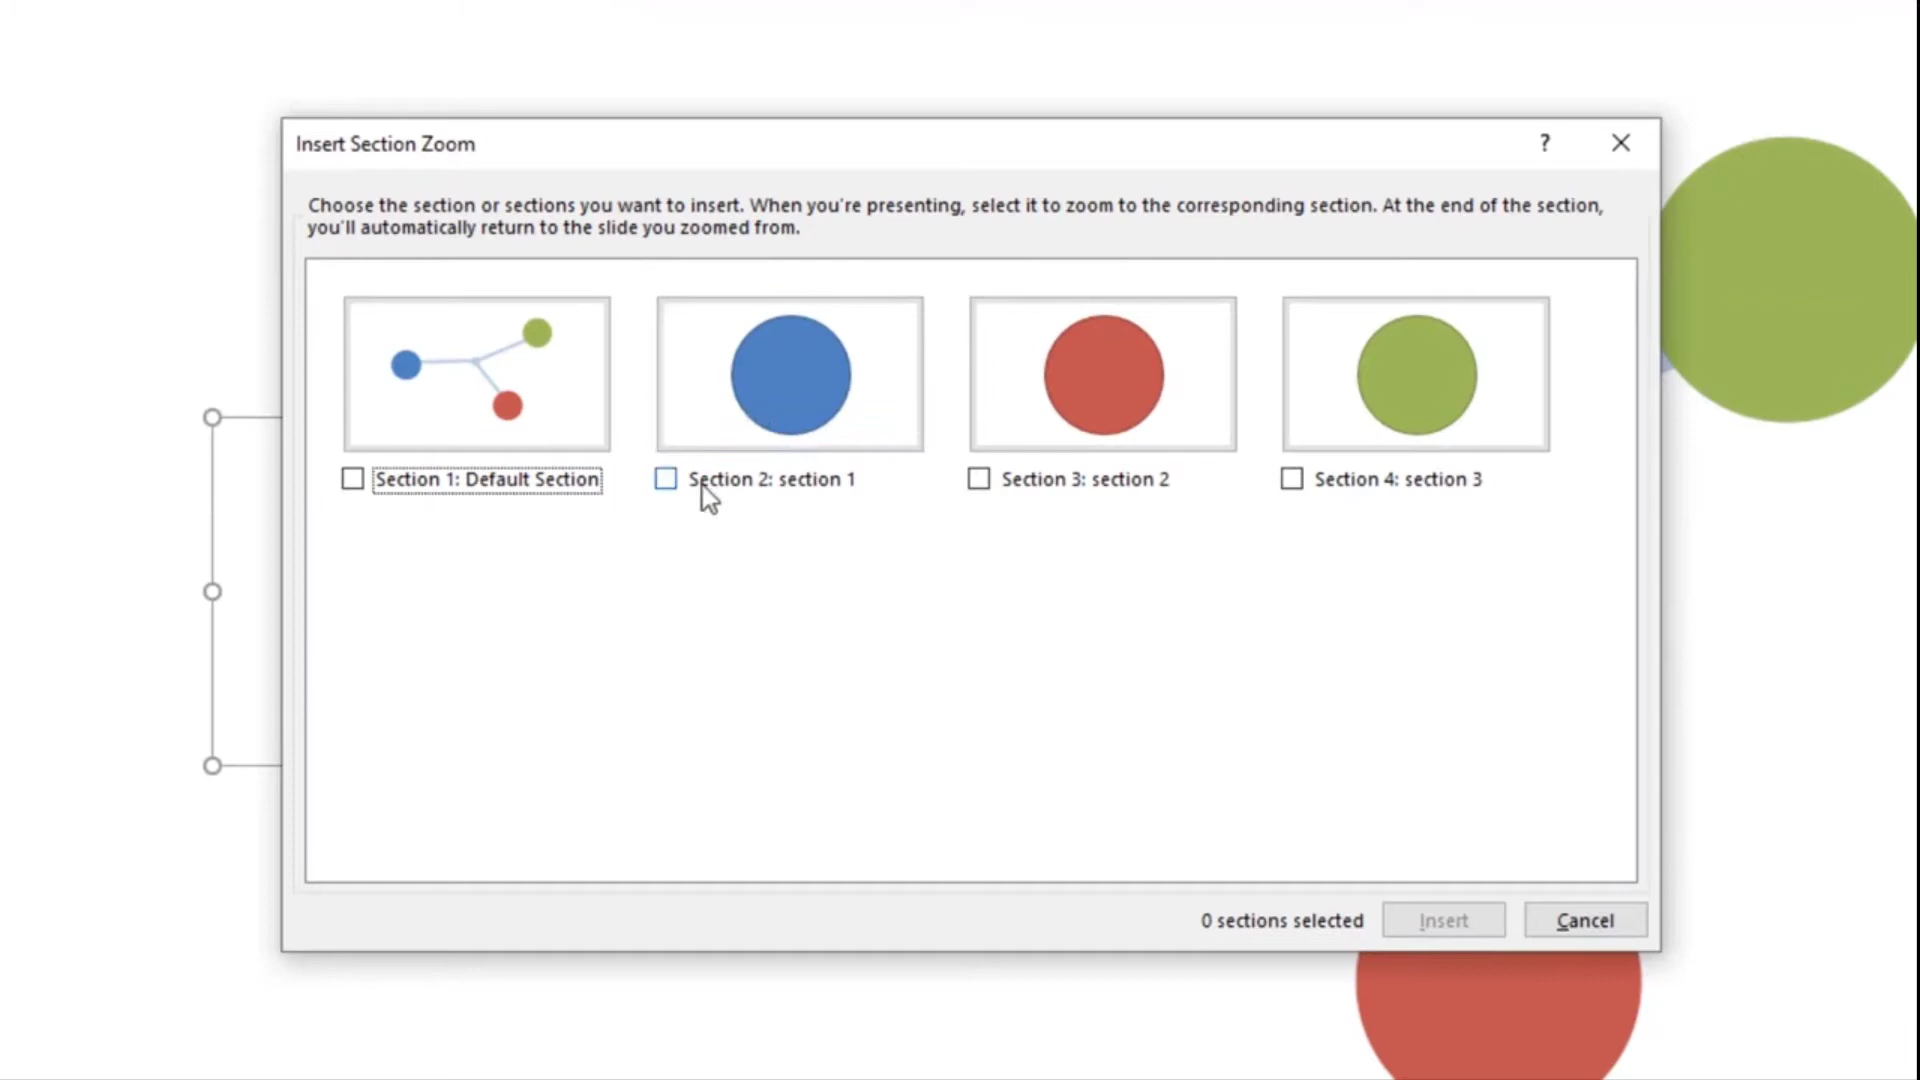 Insert Section Zoom
?
Choose the section or sections you want to insert. When you're presenting, select it to zoom to the corresponding section. At the end of the section,
you'll automatically return to the slide you zoomed from.
Section 1: Default Section
Section 2: section 1
Section 3: section 2
Section 4: section 3
0 sections selected
Insert
Cancel